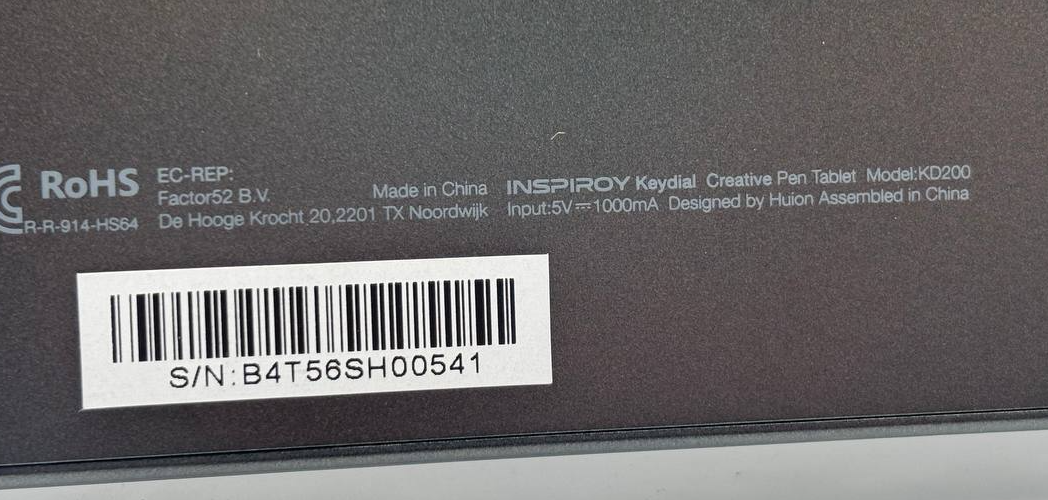 RoHS
R-R-914-HS64
EC-REP:
Factor52 B.V.
De Hooge Krocht 20,2201 TX Noordwijk
Made in China
INSPIROY Keydial Creative Pen Tablet Model:KD200
Input:5V⎓1000mA Designed by Huion Assembled in China
S/N:B4T56SH00541